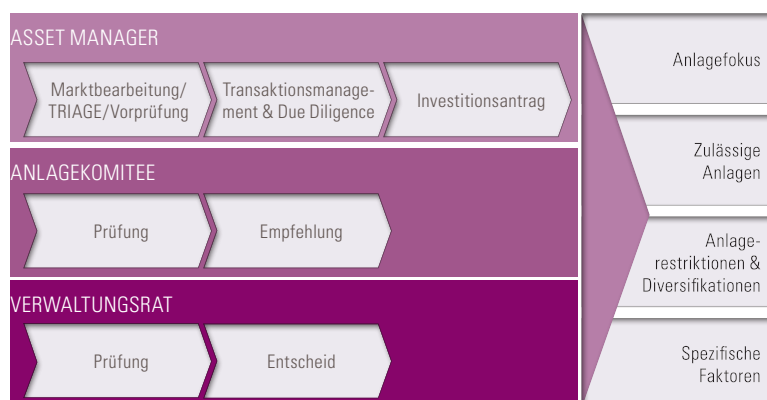 ASSET MANAGER
Marktbearbeitung/
TRIAGE/Vorprüfung
Transaktionsmanage-
ment & Due Diligence
Investitionsantrag
ANLAGEKOMITEE
Prüfung
Empfehlung
VERWALTUNGSRAT
Prüfung
Entscheid
Anlagefokus
Zulässige
Anlagen
Anlage-
restriktionen &
Diversifikationen
Spezifische
Faktoren